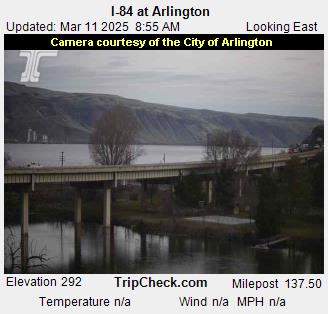 I-84 at Arlington
Updated: Mar 11 2025 8:55 AM Looking East
Camera courtesy of the City of Arlington
Elevation 292 TripCheck.com Milepost 137.50
Temperature n/a Wind n/a MPH n/a